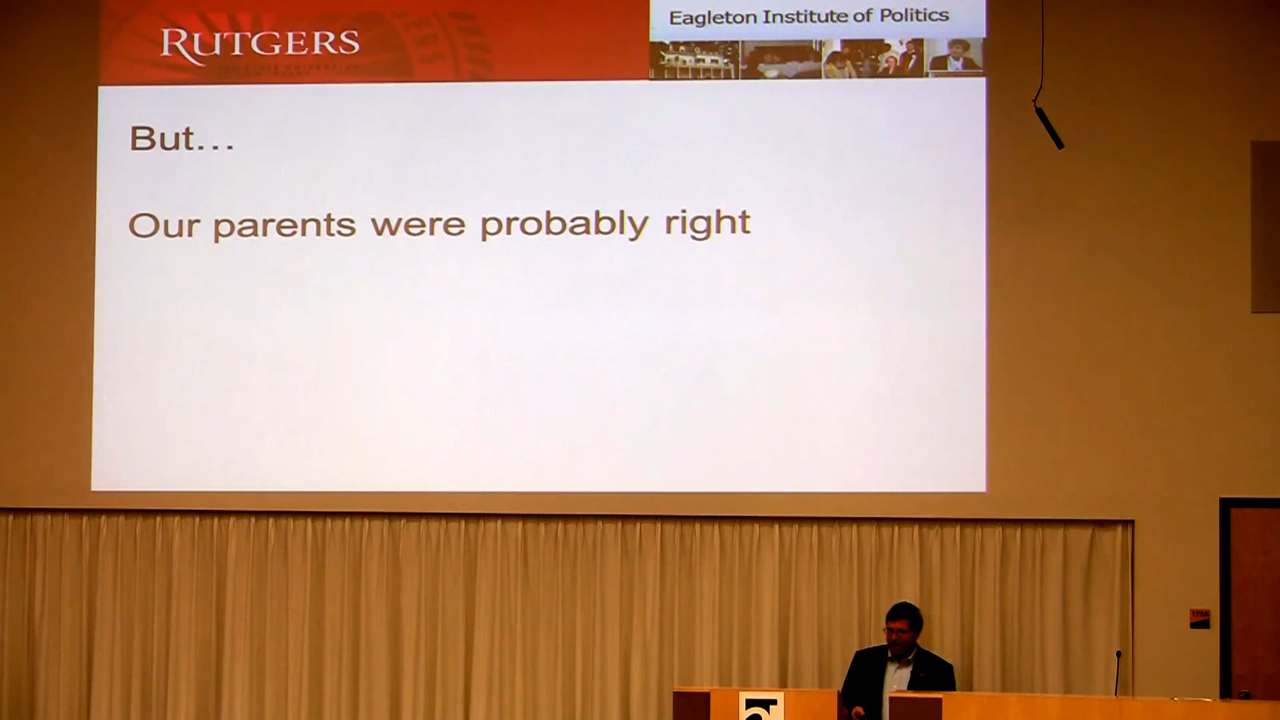 RUTGERS
Eagleton Institute of Politics
But...
Our parents were probably right